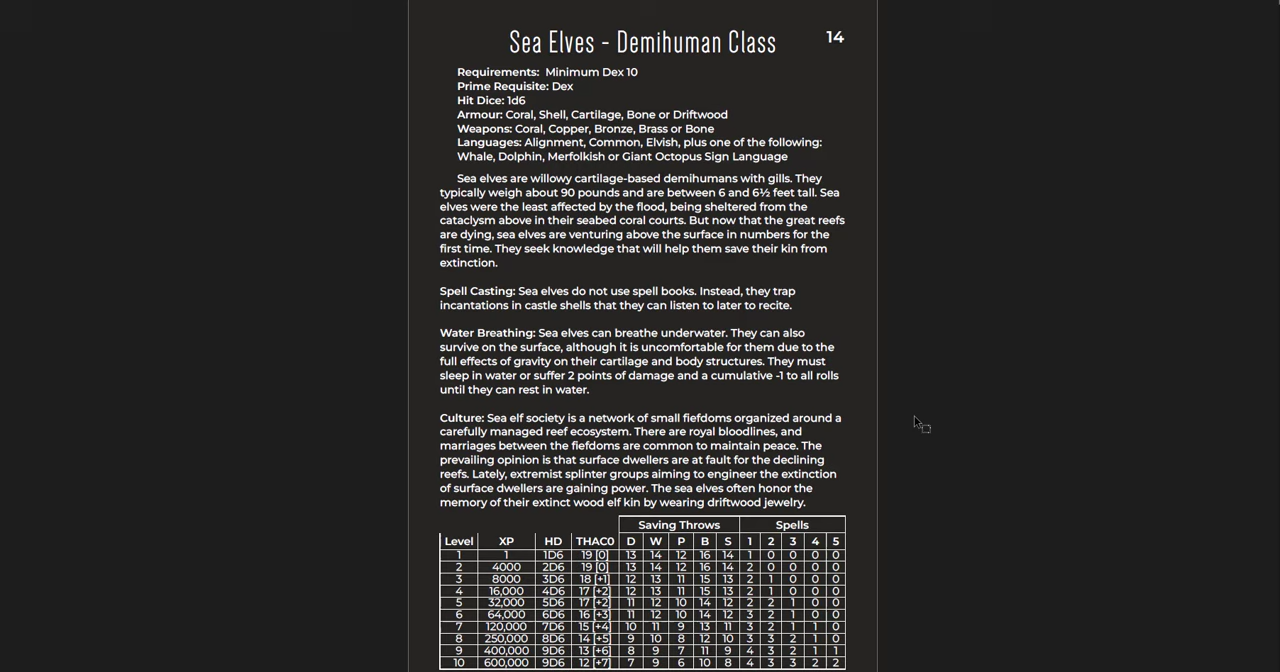 Sea Elves - Demihuman Class
14
Requirements: Minimum Dex 10
Prime Requisite: Dex
Hit Dice: 1d6
Armour: Coral, Shell, Cartilage, Bone or Driftwood
Weapons: Coral, Copper, Bronze, Brass or Bone
Languages: Alignment, Common, Elvish, plus one of the following:
Whale, Dolphin, Merfolkish or Giant Octopus Sign Language
Sea elves are willowy cartilage-based demihumans with gills. They
typically weigh about 90 pounds and are between 6 and 6½ feet tall. Sea
elves were the least affected by the flood, being sheltered from the
cataclysm above in their seabed coral courts. But now that the great reefs
are dying, sea elves are venturing above the surface in numbers for the
first time. They seek knowledge that will help them save their kin from
extinction.
Spell Casting: Sea elves do not use spell books. Instead, they trap
incantations in castle shells that they can listen to later to recite.
Water Breathing: Sea elves can breathe underwater. They can also
survive on the surface, although it is uncomfortable for them due to the
full effects of gravity on their cartilage and body structures. They must
sleep in water or suffer 2 points of damage and a cumulative -1 to all rolls
until they can rest in water.
Culture: Sea elf society is a network of small fiefdoms organized around a
carefully managed reef ecosystem. There are royal bloodlines, and
marriages between the fiefdoms are common to maintain peace. The
prevailing opinion is that surface dwellers are at fault for the declining
reefs. Lately, extremist splinter groups aiming to engineer the extinction
of surface dwellers are gaining power. The sea elves often honor the
memory of their extinct wood elf kin by wearing driftwood jewelry.
Saving Throws Spells
Level XP HD THAC0 D W P B S 1 2 3 4 5
1 1 1D6 19 [0] 13 14 12 16 14 1 0 0 0 0
2 4000 2D6 19 [0] 13 14 12 16 14 2 0 0 0 0
3 8000 3D6 18 [+1] 12 13 11 15 13 2 1 0 0 0
4 16,000 4D6 17 [+2] 12 13 11 15 13 2 1 0 0 0
5 32,000 5D6 17 [+2] 11 12 10 14 12 2 2 1 0 0
6 64,000 6D6 16 [+3] 11 12 10 14 12 3 2 1 0 0
7 120,000 7D6 15 [+4] 10 11 9 13 11 3 2 1 1 0
8 250,000 8D6 14 [+5] 9 10 8 12 10 3 3 2 1 0
9 400,000 9D6 13 [+6] 8 9 7 11 9 4 3 2 1 1
10 600,000 9D6 12 [+7] 7 9 6 10 8 4 3 3 2 2